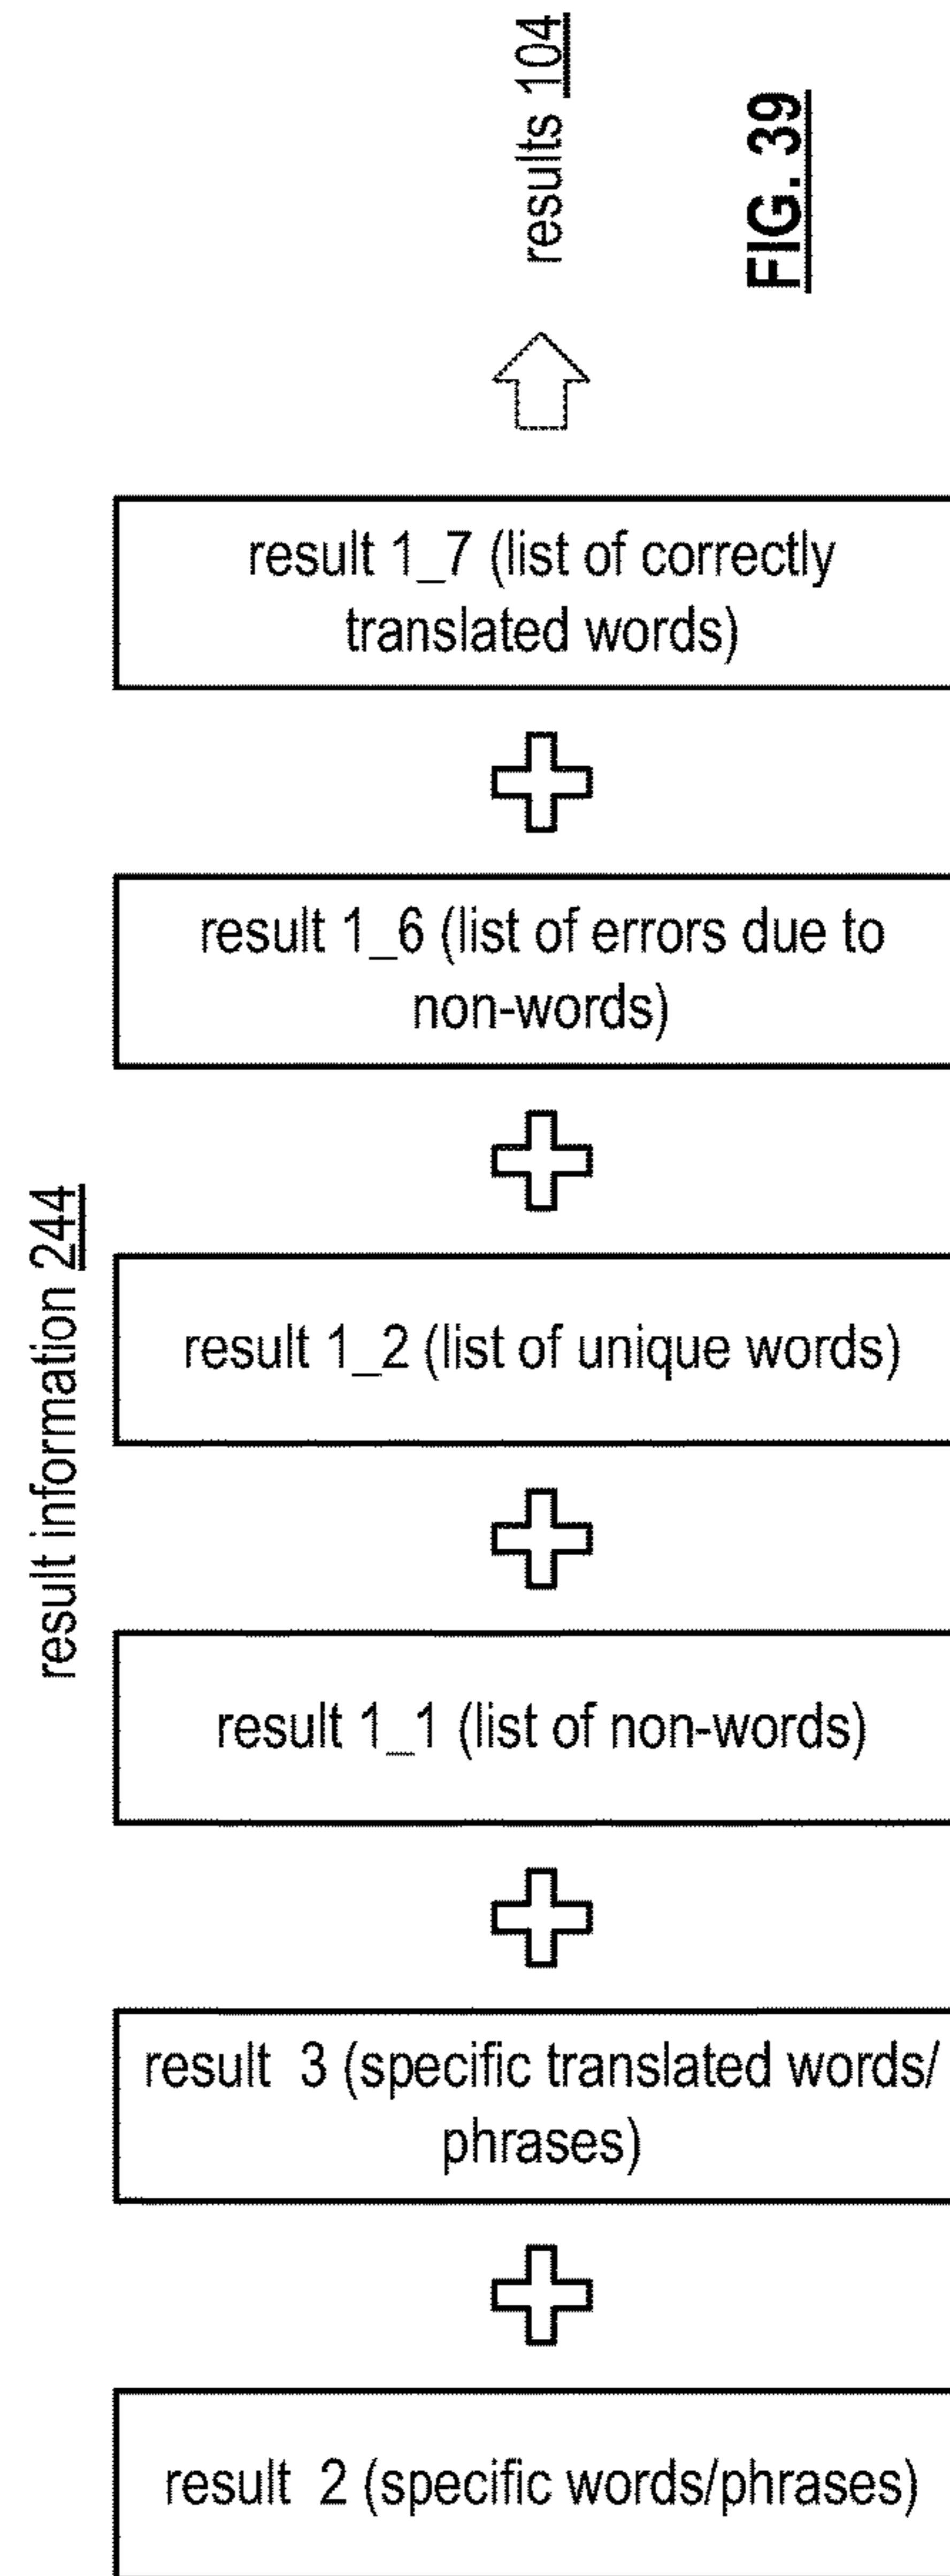 results 104
FIG. 39
result 1_7 (list of correctly
translated words)
result 1_6 (list of errors due to
non-words)
result information 244
result 1_2 (list of unique words)
result 1_1 (list of non-words)
result 3 (specific translated words/
phrases)
result 2 (specific words/phrases)